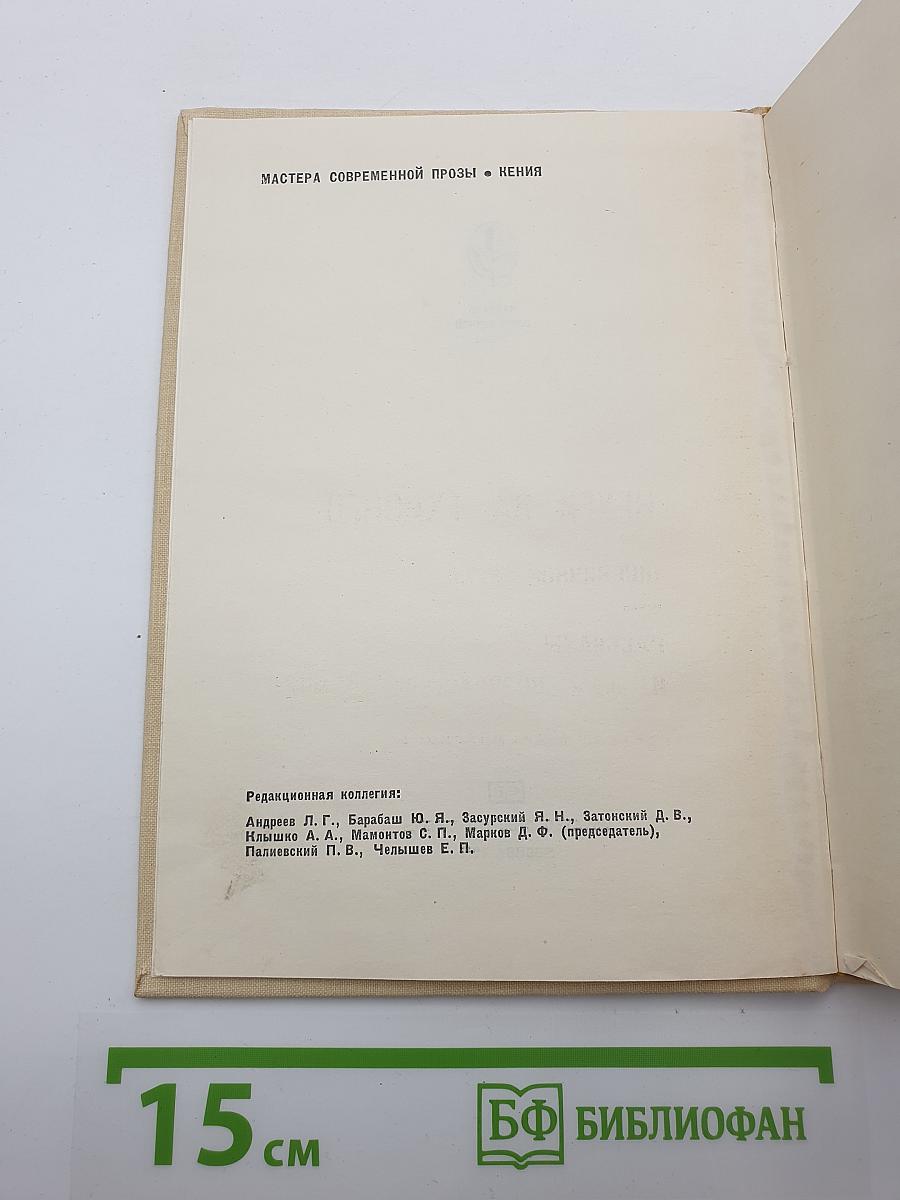 МАСТЕРА СОВРЕМЕННОЙ ПРОЗЫ • КЕНИЯ
Редакционная коллегия:
Андреев Л. Г., Барабаш Ю. Я., Засурский Я. Н., Затонский Д. В.,
Клышко А. А., Мамонтов С. П., Марков Д. Ф. (председатель),
Палиевский П. В., Челышев Е. П.
15 см
БФ БИБЛИОФАН